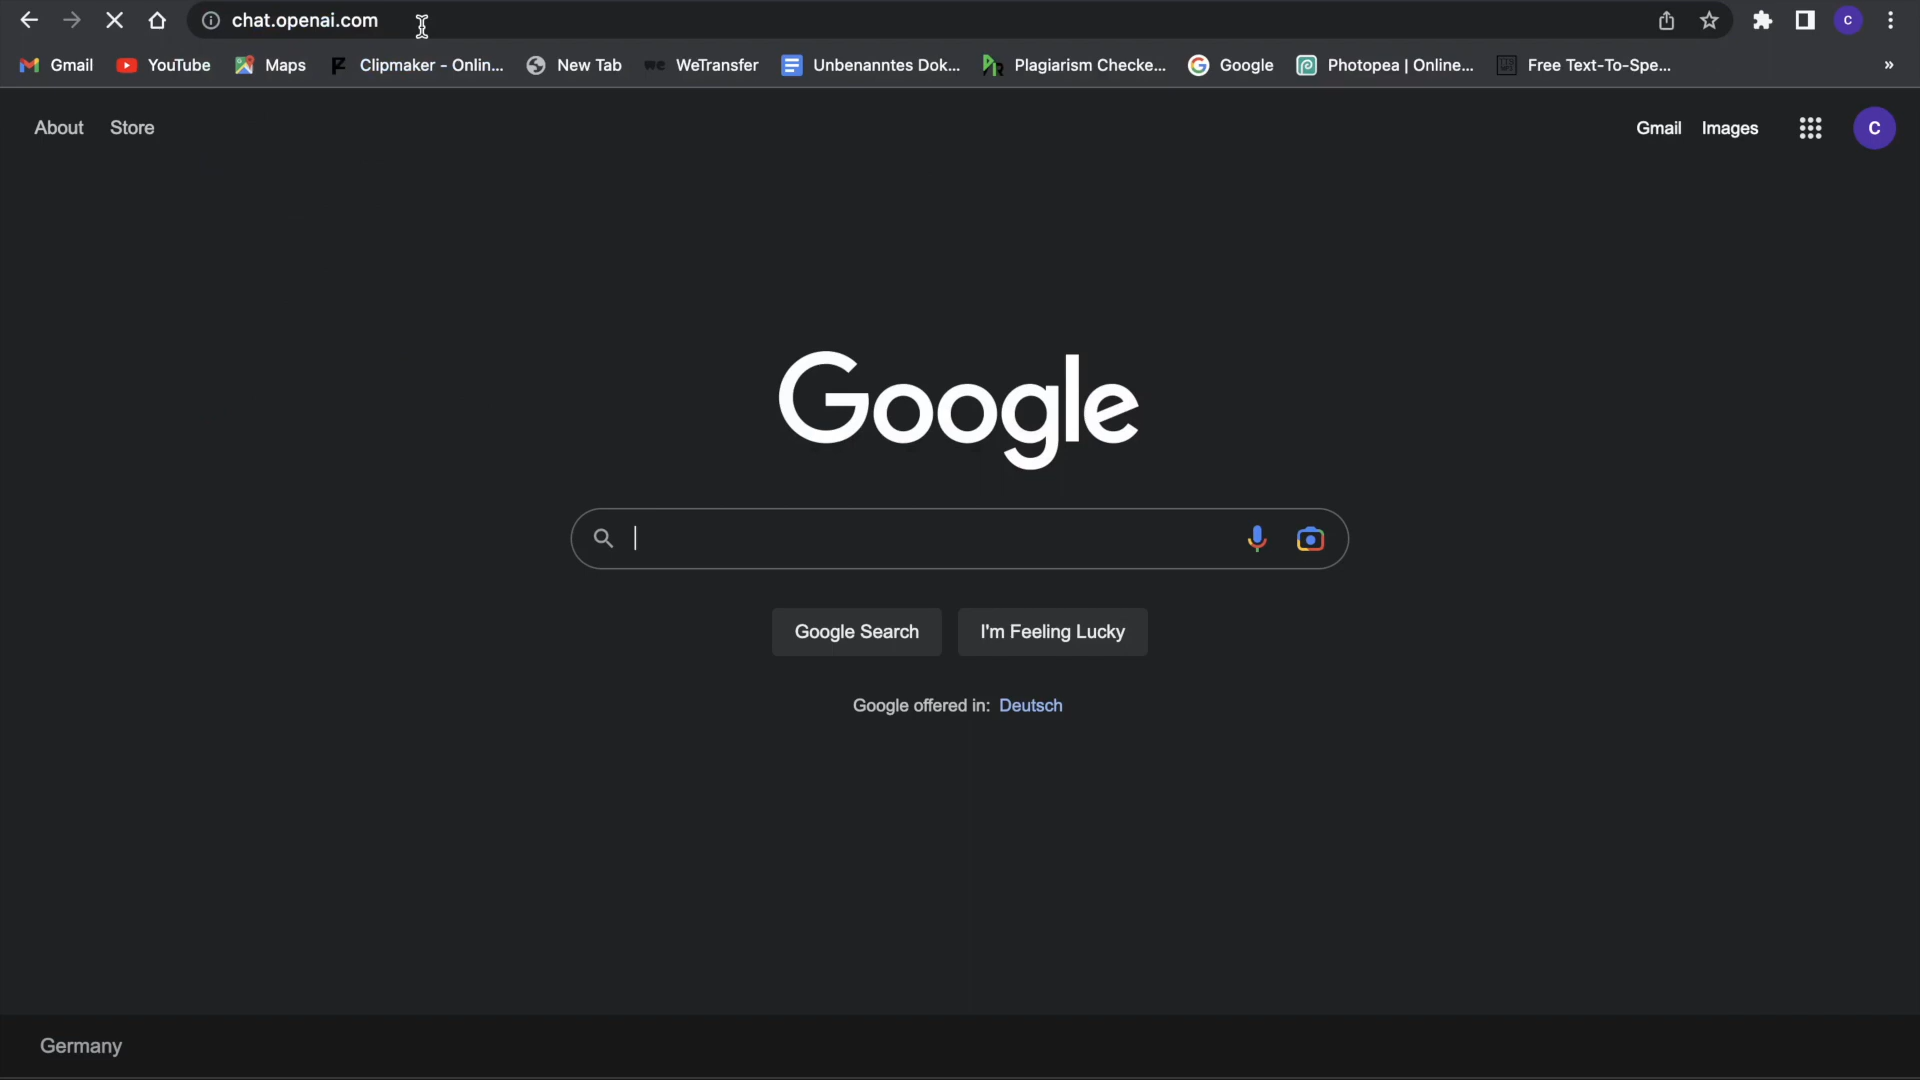 chat.openai.com
Gmail YouTube Maps Clipmaker - Onlin... New Tab WeTransfer Unbenanntes Dok... Plagiarism Checke... Google Photopea | Online... Free Text-To-Spe... »
About Store Gmail Images C
Google
Google Search I'm Feeling Lucky
Google offered in: Deutsch
Germany